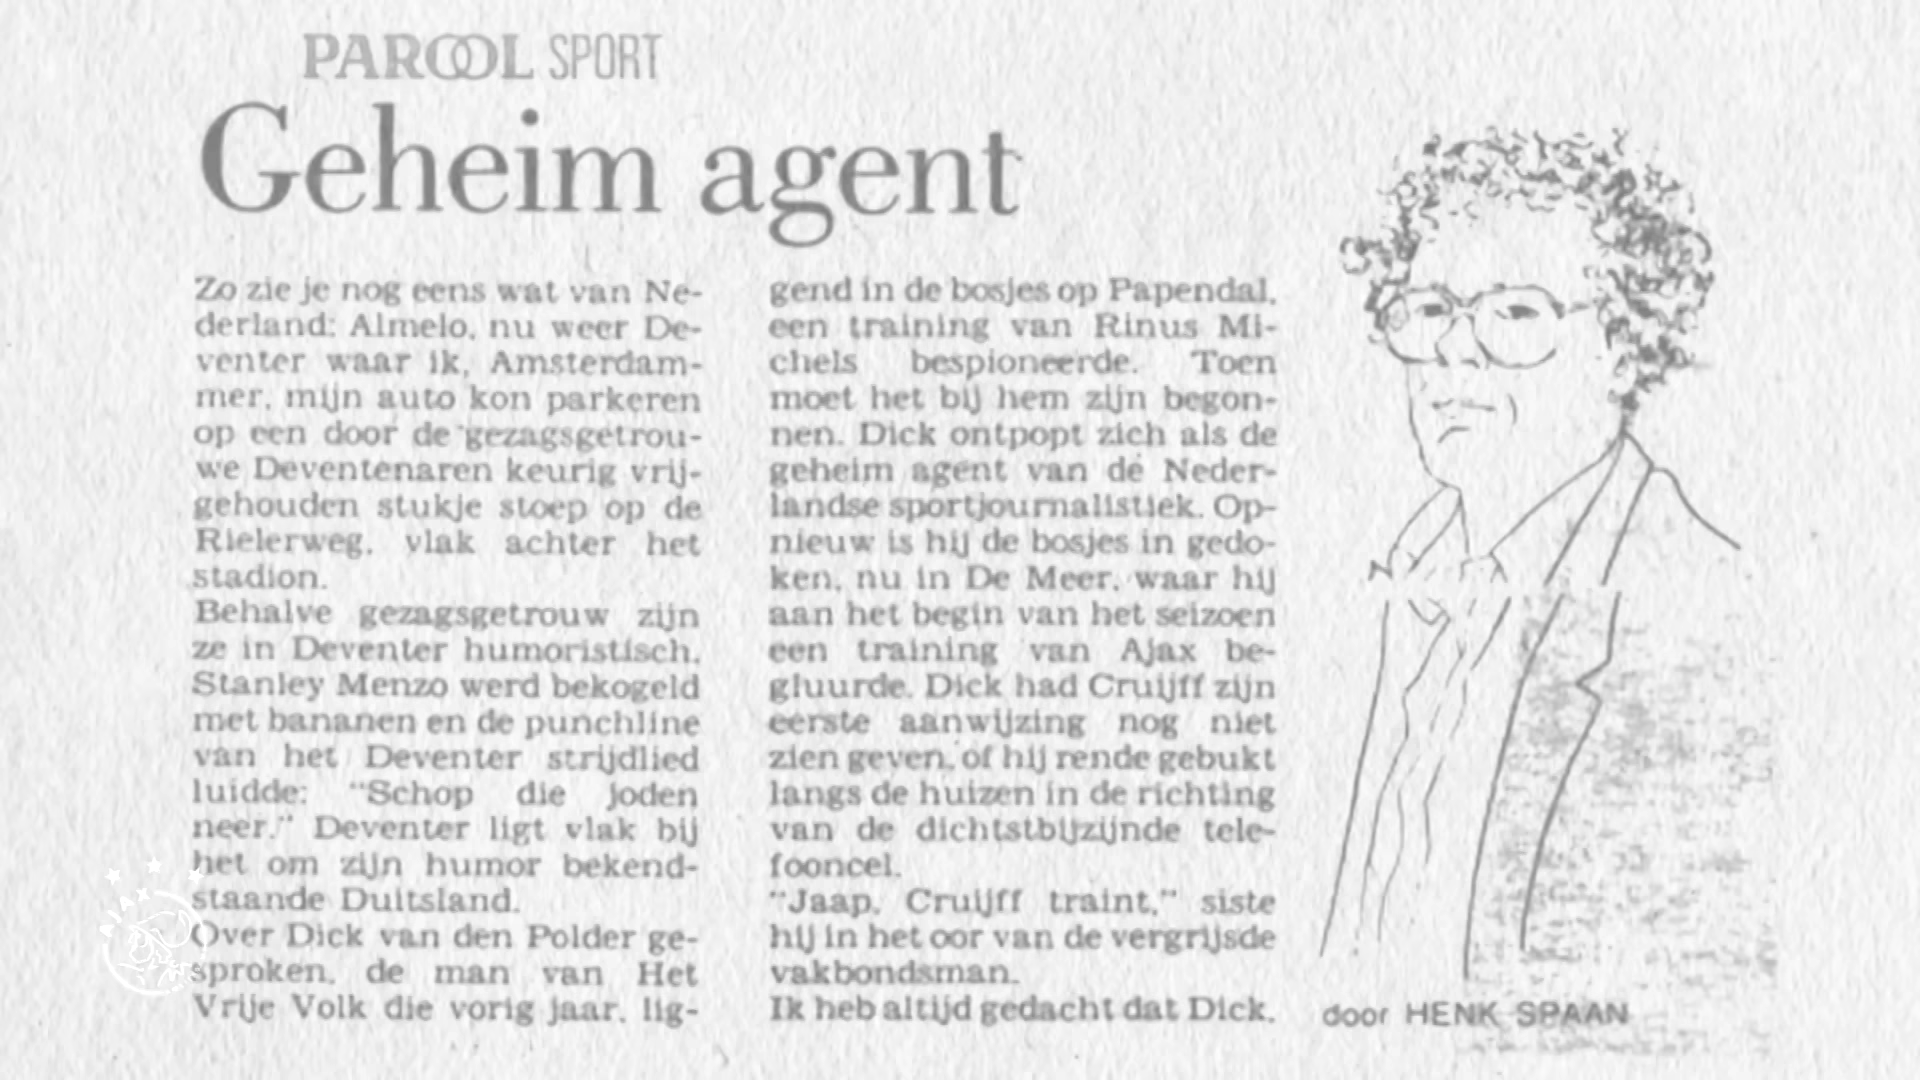 PAROOL SPORT
Geheim agent
Zo zie je nog eens wat van Ne-
derland: Almelo, nu weer De-
venter waar ik, Amsterdam-
mer, mijn auto kon parkeren
op een door de gezagsgetrou-
we Deventenaren keurig vrij-
gehouden stukje stoep op de
Rielerweg, vlak achter het
stadion.
Behalve gezagsgetrouw zijn
ze in Deventer humoristisch.
Stanley Menzo werd bekogeld
met bananen en de punchline
van het Deventer strijdlied
luidde: "Schop die joden
neer." Deventer ligt vlak bij
het om zijn humor bekend-
staande Duitsland.
Over Dick van den Polder ge-
sproken, de man van Het
Vrije Volk die vorig jaar, lig-
gend in de bosjes op Papendal,
een training van Rinus Mi-
chels bespioneerde. Toen
moet het bij hem zijn begon-
nen. Dick ontpopt zich als de
geheim agent van de Neder-
landse sportjournalistiek. Op-
nieuw is hij de bosjes in gedo-
ken, nu in De Meer, waar hij
aan het begin van het seizoen
een training van Ajax be-
gluurde. Dick had Cruijff zijn
eerste aanwijzing nog niet
zien geven, of hij rende gebukt
langs de huizen in de richting
van de dichtstbijzijnde tele-
fooncel.
"Jaap, Cruijff traint," siste
hij in het oor van de vergrijsde
vakbondsman.
Ik heb altijd gedacht dat Dick,
door HENK SPAAN
AJAX